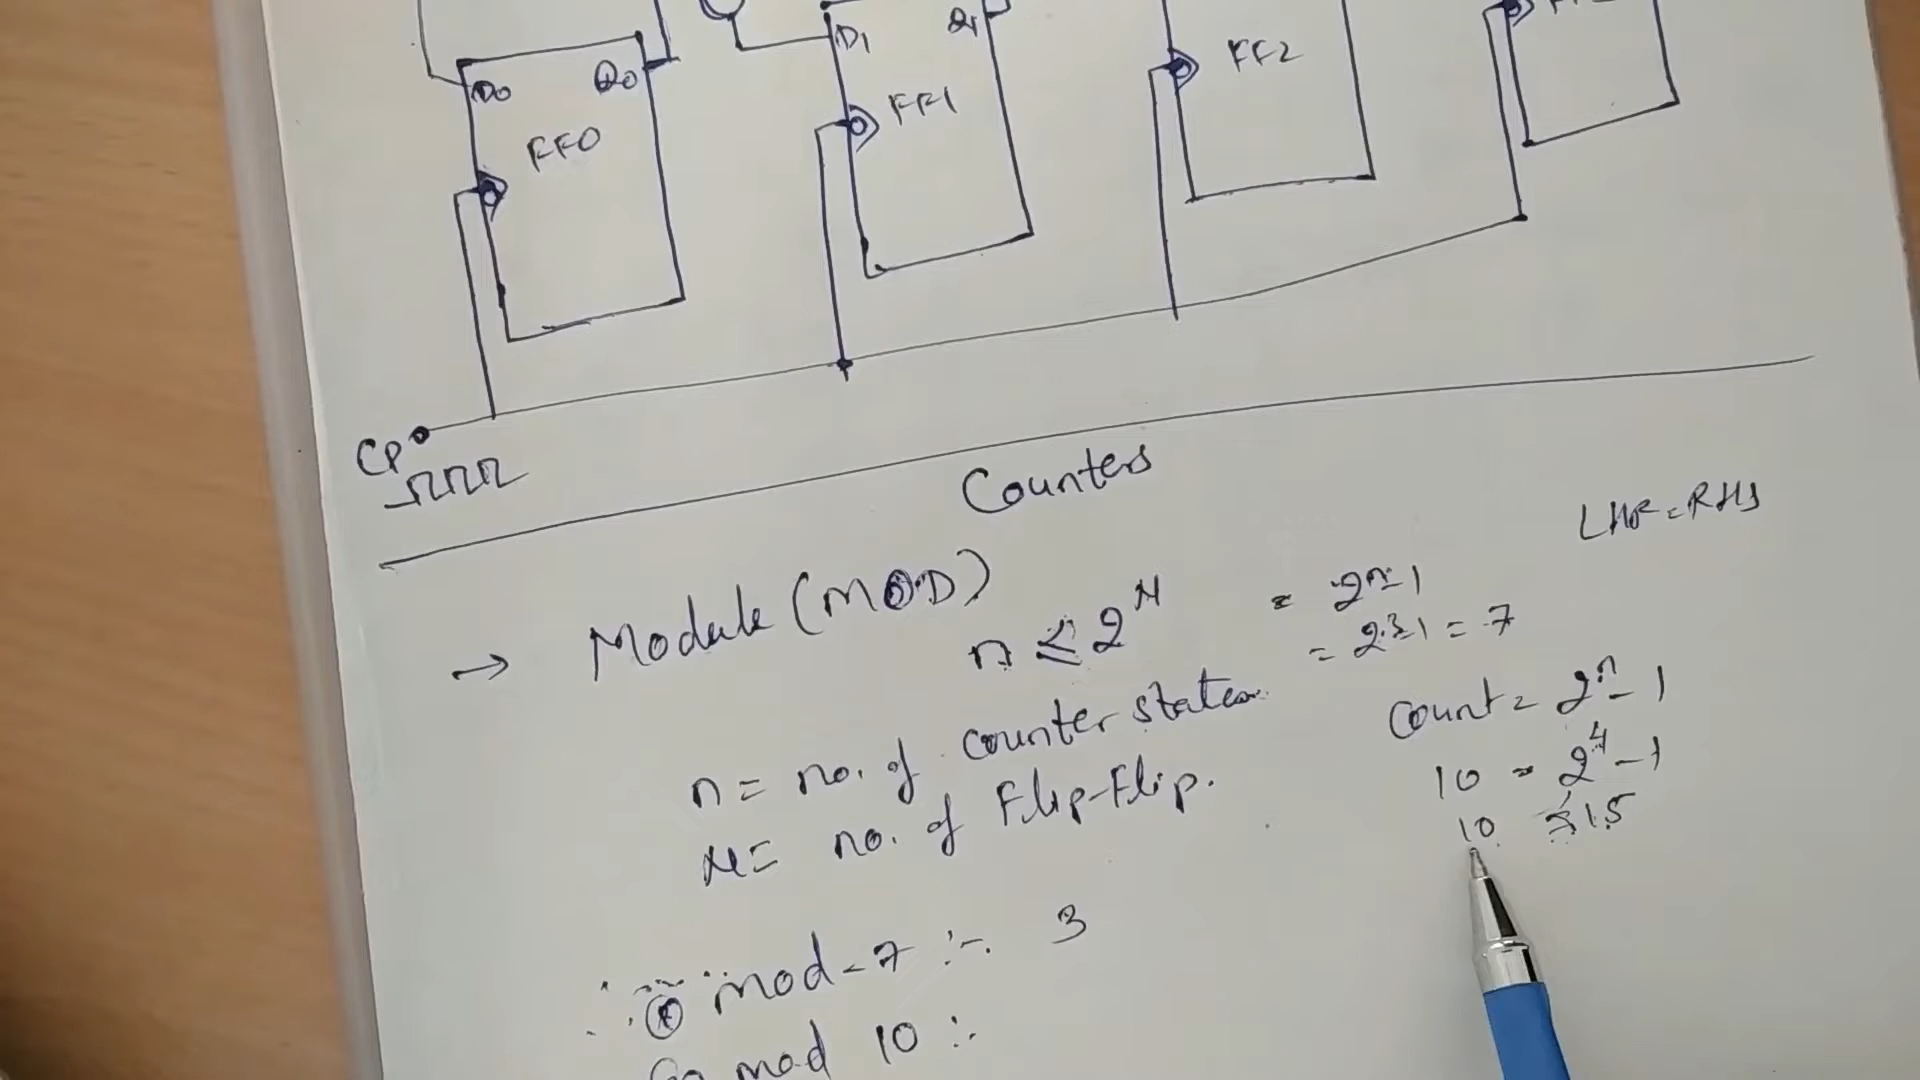 D0 Q0
FF0
D1 Q1
FF1
FF2
CP
Counters
LHS=RHS
→ Module (MOD)
n ≤ 2^N
= 2^n-1
= 2^3-1 = 7
n = no. of counter states
N = no. of Flip-Flip.
Count = 2^n - 1
10 = 2^4 - 1
10 ≤ 15
mod-7 :- 3
mod 10 :-